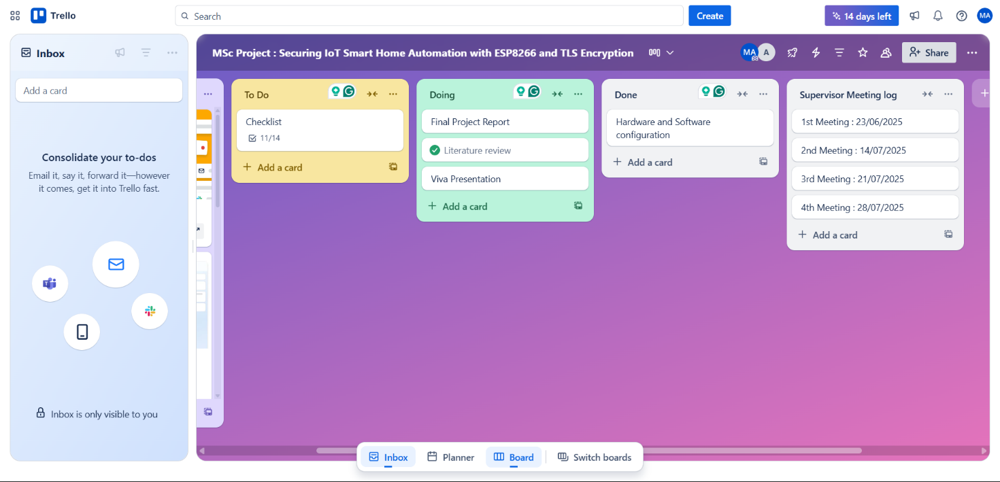 Trello
Search
Create
14 days left
MA
Inbox
Add a card
Consolidate your to-dos
Email it, say it, forward it—however
it comes, get it into Trello fast.
Inbox is only visible to you
MSc Project : Securing IoT Smart Home Automation with ESP8266 and TLS Encryption
MA
A
Share
To Do
Checklist
11/14
Add a card
Doing
Final Project Report
Literature review
Viva Presentation
Add a card
Done
Hardware and Software
configuration
Add a card
Supervisor Meeting log
1st Meeting : 23/06/2025
2nd Meeting : 14/07/2025
3rd Meeting : 21/07/2025
4th Meeting : 28/07/2025
Add a card
Inbox
Planner
Board
Switch boards